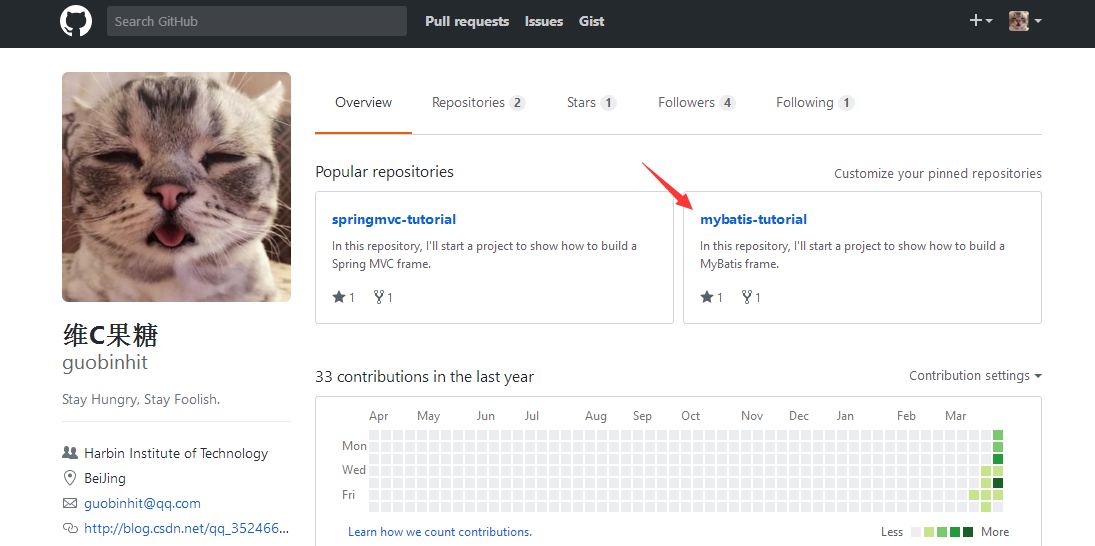 Search GitHub
Pull requests Issues Gist
Overview
Repositories 2
Stars 1
Followers 4
Following 1
Popular repositories
Customize your pinned repositories
springmvc-tutorial
In this repository, I'll start a project to show how to build a
Spring MVC frame.
1 1
mybatis-tutorial
In this repository, I'll start a project to show how to build a
MyBatis frame.
1 1
维C果糖
guobinhit
Stay Hungry, Stay Foolish.
Harbin Institute of Technology
BeiJing
guobinhit@qq.com
http://blog.csdn.net/qq_352466...
33 contributions in the last year
Contribution settings
Apr May Jun Jul Aug Sep Oct Nov Dec Jan Feb Mar
Mon
Wed
Fri
Learn how we count contributions.
Less More